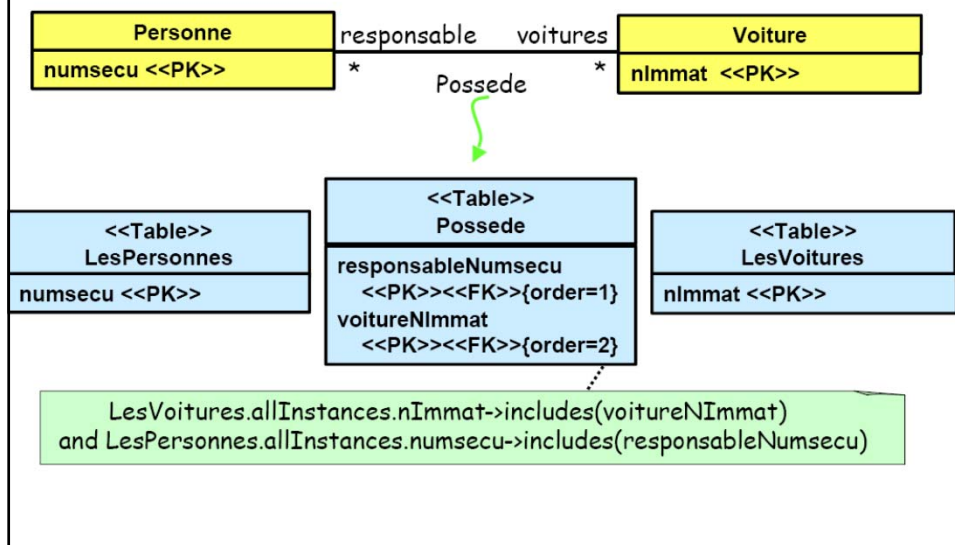 Personne
numsecu <<PK>>
responsable voitures
* *
Possede
Voiture
nImmat <<PK>>
<<Table>>
LesPersonnes
numsecu <<PK>>
<<Table>>
Possede
responsableNumsecu
<<PK>><<FK>>{order=1}
voitureNImmat
<<PK>><<FK>>{order=2}
<<Table>>
LesVoitures
nImmat <<PK>>
LesVoitures.allInstances.nImmat->includes(voitureNImmat)
and LesPersonnes.allInstances.numsecu->includes(responsableNumsecu)